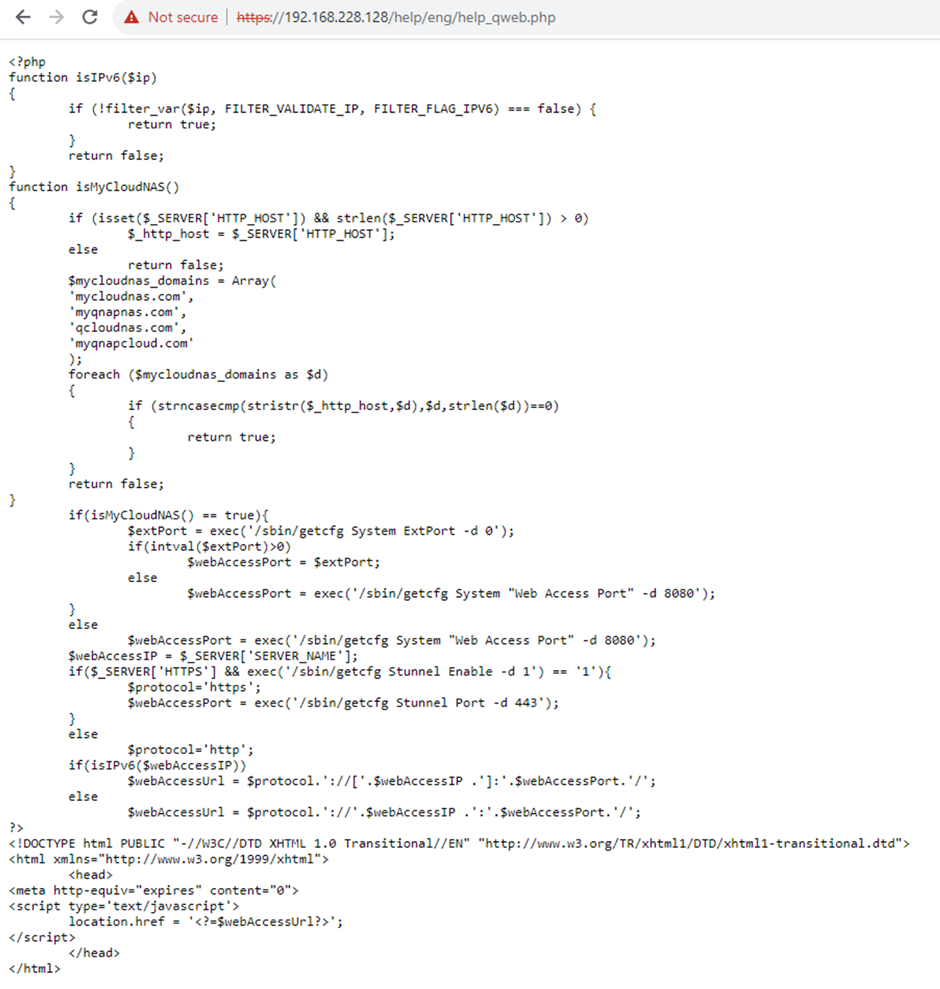 Not secure | https://192.168.228.128/help/eng/help_qweb.php
<?php
function isIPv6($ip)
{
        if (!filter_var($ip, FILTER_VALIDATE_IP, FILTER_FLAG_IPV6) === false) {
                return true;
        }
        return false;
}
function isMyCloudNAS()
{
        if (isset($_SERVER['HTTP_HOST']) && strlen($_SERVER['HTTP_HOST']) > 0)
                $_http_host = $_SERVER['HTTP_HOST'];
        else
                return false;
        $mycloudnas_domains = Array(
        'mycloudnas.com',
        'myqnapnas.com',
        'qcloudnas.com',
        'myqnapcloud.com'
        );
        foreach ($mycloudnas_domains as $d)
        {
                if (strncasecmp(stristr($_http_host,$d),$d,strlen($d))==0)
                {
                        return true;
                }
        }
        return false;
}
        if(isMyCloudNAS() == true){
                $extPort = exec('/sbin/getcfg System ExtPort -d 0');
                if(intval($extPort)>0)
                        $webAccessPort = $extPort;
                else
                        $webAccessPort = exec('/sbin/getcfg System "Web Access Port" -d 8080');
        }
        else
                $webAccessPort = exec('/sbin/getcfg System "Web Access Port" -d 8080');
        $webAccessIP = $_SERVER['SERVER_NAME'];
        if($_SERVER['HTTPS'] && exec('/sbin/getcfg Stunnel Enable -d 1') == '1'){
                $protocol='https';
                $webAccessPort = exec('/sbin/getcfg Stunnel Port -d 443');
        }
        else
                $protocol='http';
        if(isIPv6($webAccessIP))
                $webAccessUrl = $protocol.'://['.$webAccessIP .']:'.$webAccessPort.'/';
        else
                $webAccessUrl = $protocol.'://'.$webAccessIP .':'.$webAccessPort.'/';
?>
<!DOCTYPE html PUBLIC "-//W3C//DTD XHTML 1.0 Transitional//EN" "http://www.w3.org/TR/xhtml1/DTD/xhtml1-transitional.dtd">
<html xmlns="http://www.w3.org/1999/xhtml">
        <head>
<meta http-equiv="expires" content="0">
<script type='text/javascript'>
        location.href = '<?=$webAccessUrl?>';
</script>
        </head>
</html>